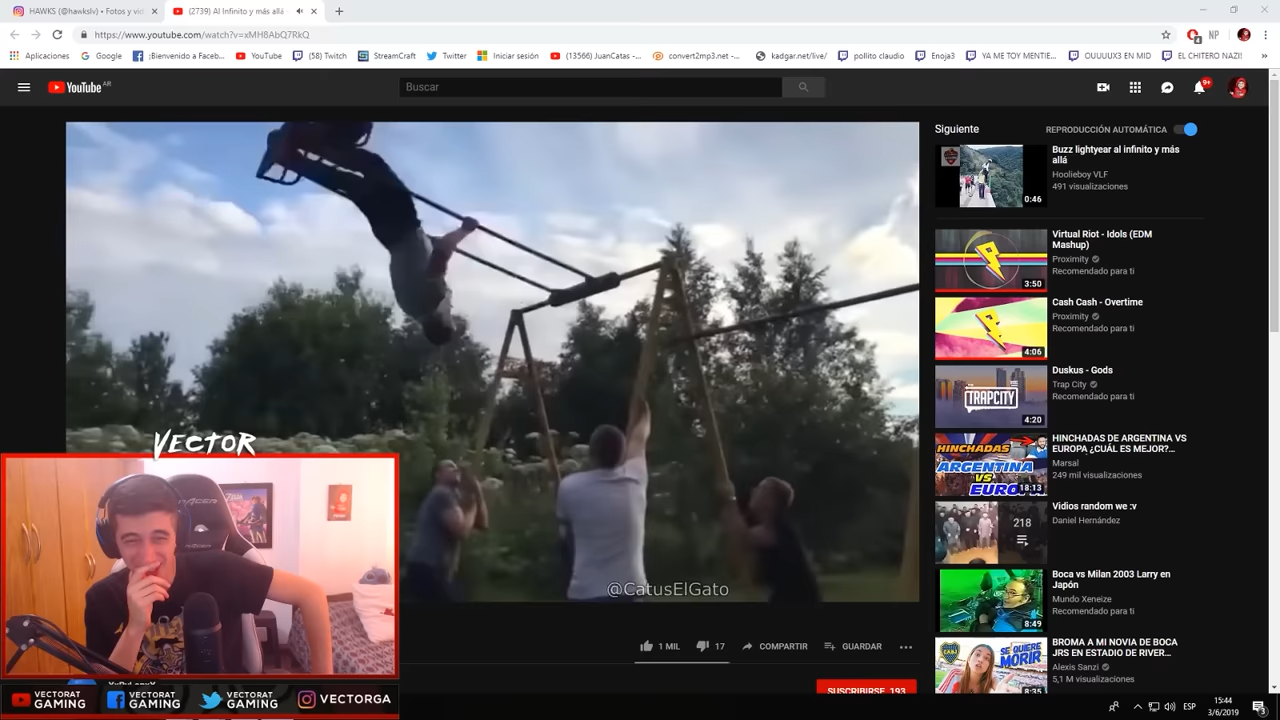 HAWKS (@hawkslv) • Fotos y vid
(2739) Al Infinito y más allá
https://www.youtube.com/watch?v=xMH8AbQ7RkQ
NP
Aplicaciones
Google
¡Bienvenido a Faceb...
YouTube
(58) Twitch
StreamCraft
Twitter
Iniciar sesión
(13566) JuanCatas -...
convert2mp3.net -...
kadgar.net/live/
pollito claudio
Enoja3
YA ME TOY MENTIE...
OUUUUX3 EN MID
EL CHITERO NAZI!
YouTube AR
Buscar
9+
Siguiente
REPRODUCCIÓN AUTOMÁTICA
Buzz lightyear al infinito y más
allá
Hoolieboy VLF
491 visualizaciones
0:46
Virtual Riot - Idols (EDM
Mashup)
Proximity
Recomendado para ti
3:50
Cash Cash - Overtime
Proximity
Recomendado para ti
4:06
Duskus - Gods
Trap City
Recomendado para ti
TRAPCITY
4:20
HINCHADAS DE ARGENTINA VS
EUROPA ¿CUÁL ES MEJOR?...
Marsal
249 mil visualizaciones
HINCHADAS
ARGENTINA
VS
EURO
18:13
Vidios random we :v
Daniel Hernández
218
Boca vs Milan 2003 Larry en
Japón
Mundo Xeneize
Recomendado para ti
8:49
BROMA A MI NOVIA DE BOCA
JRS EN ESTADIO DE RIVER...
Alexis Sanzi
5,1 M visualizaciones
SE QUIERE
MORIR
8:35
@CatusElGato
1 MIL
17
COMPARTIR
GUARDAR
SUSCRIBIRSE 193
VECTOR
VECTORAT
GAMING
VECTORAT
GAMING
VECTORAT
GAMING
VECTORGA
ESP
15:44
3/6/2019
3